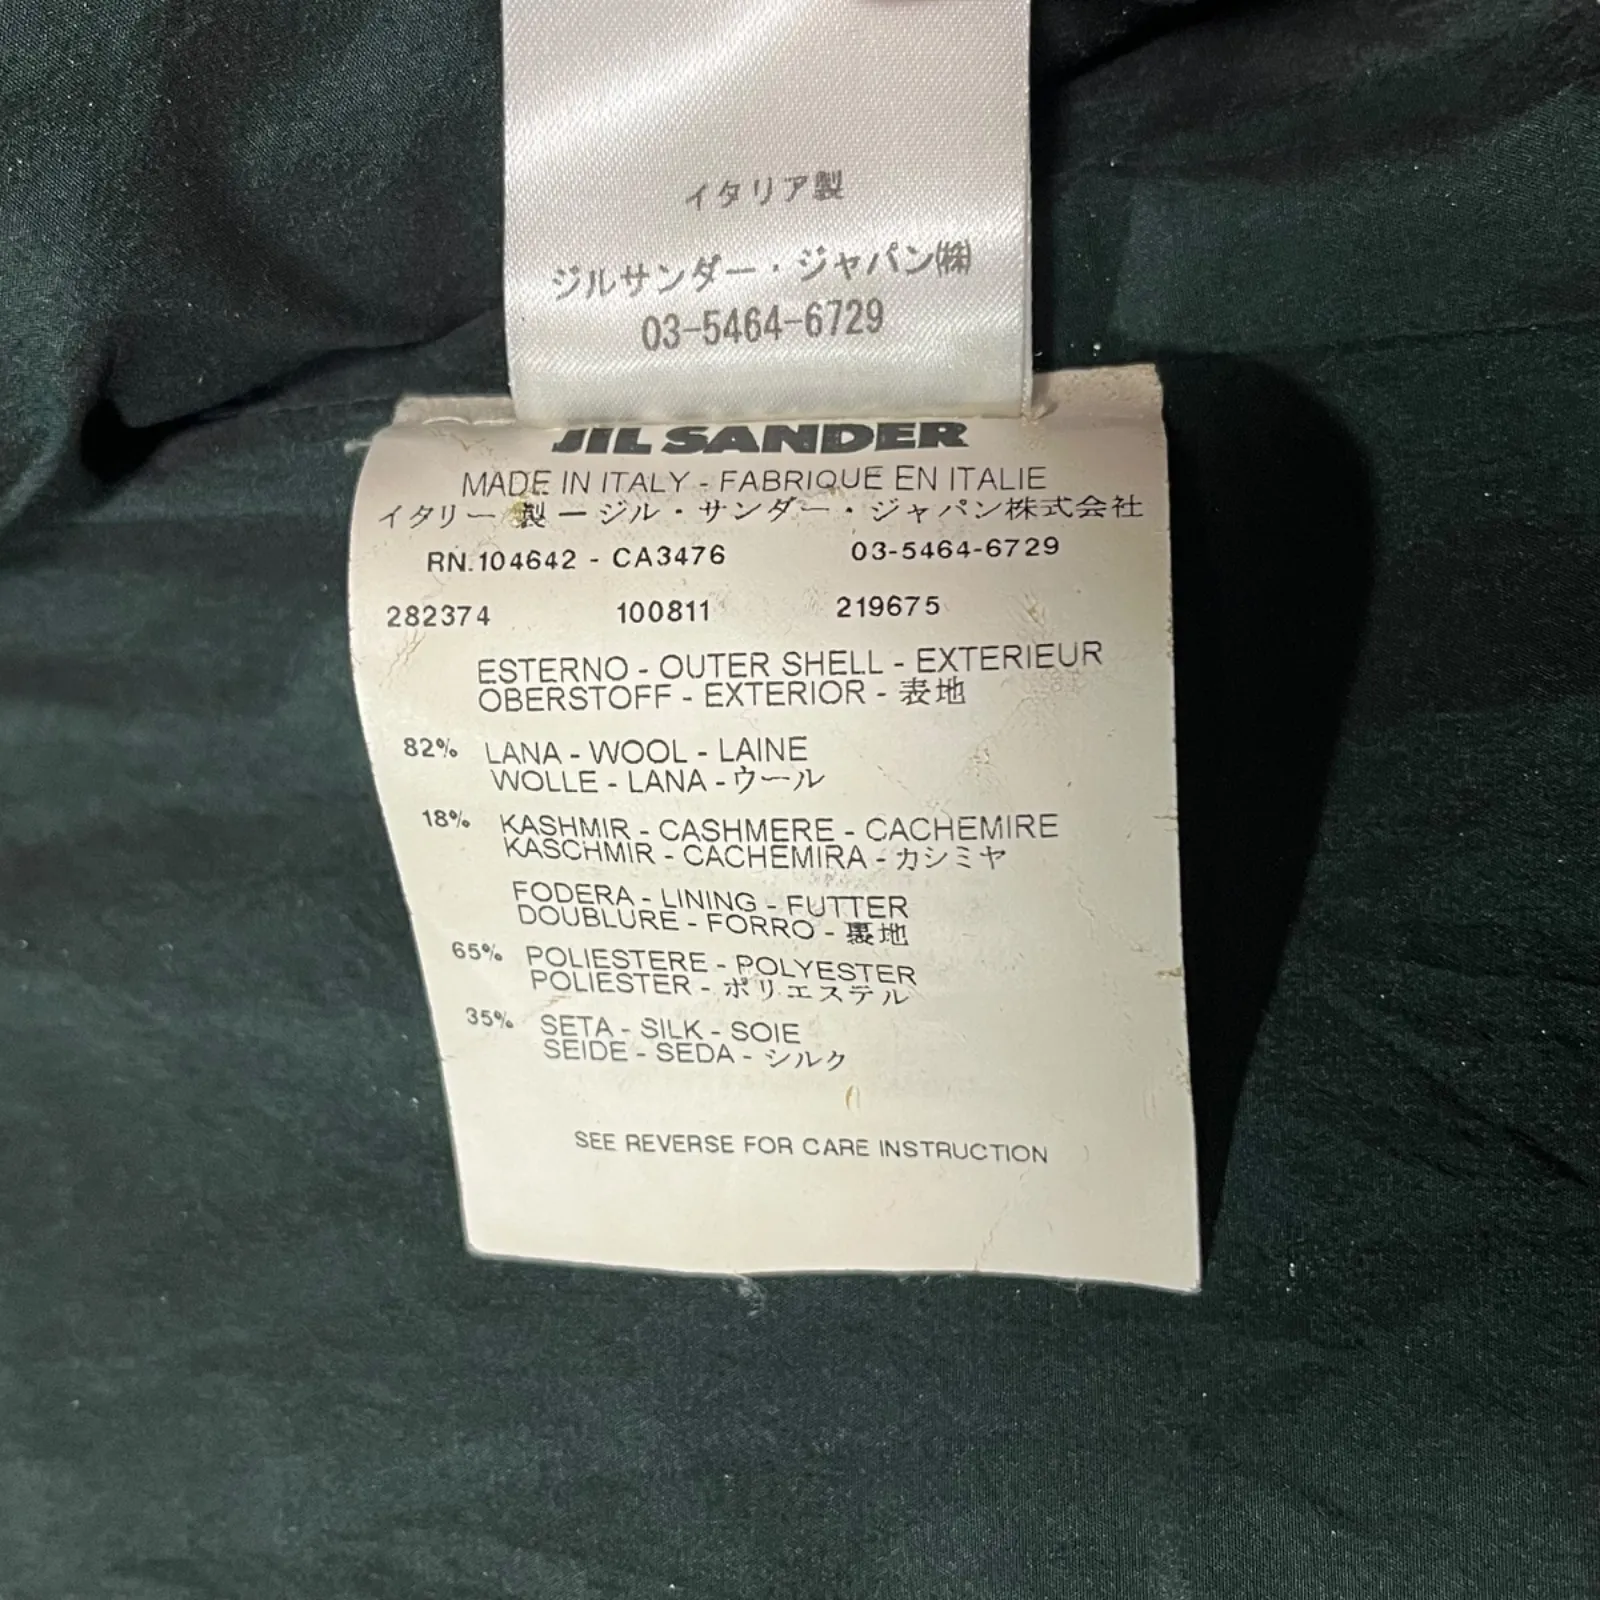 イタリア製
ジルサンダー・ジャパン㈱
03-5464-6729
JIL SANDER
MADE IN ITALY - FABRIQUE EN ITALIE
イタリー 製 ー ジル・サンダー・ジャパン株式会社
RN.104642 - CA3476 03-5464-6729
282374 100811 219675
ESTERNO - OUTER SHELL - EXTERIEUR
OBERSTOFF - EXTERIOR - 表地
82% LANA - WOOL - LAINE
WOLLE - LANA - ウール
18% KASHMIR - CASHMERE - CACHEMIRE
KASCHMIR - CACHEMIRA - カシミヤ
FODERA - LINING - FUTTER
DOUBLURE - FORRO - 裏地
65% POLIESTERE - POLYESTER
POLIESTER - ポリエステル
35% SETA - SILK - SOIE
SEIDE - SEDA - シルク
SEE REVERSE FOR CARE INSTRUCTION